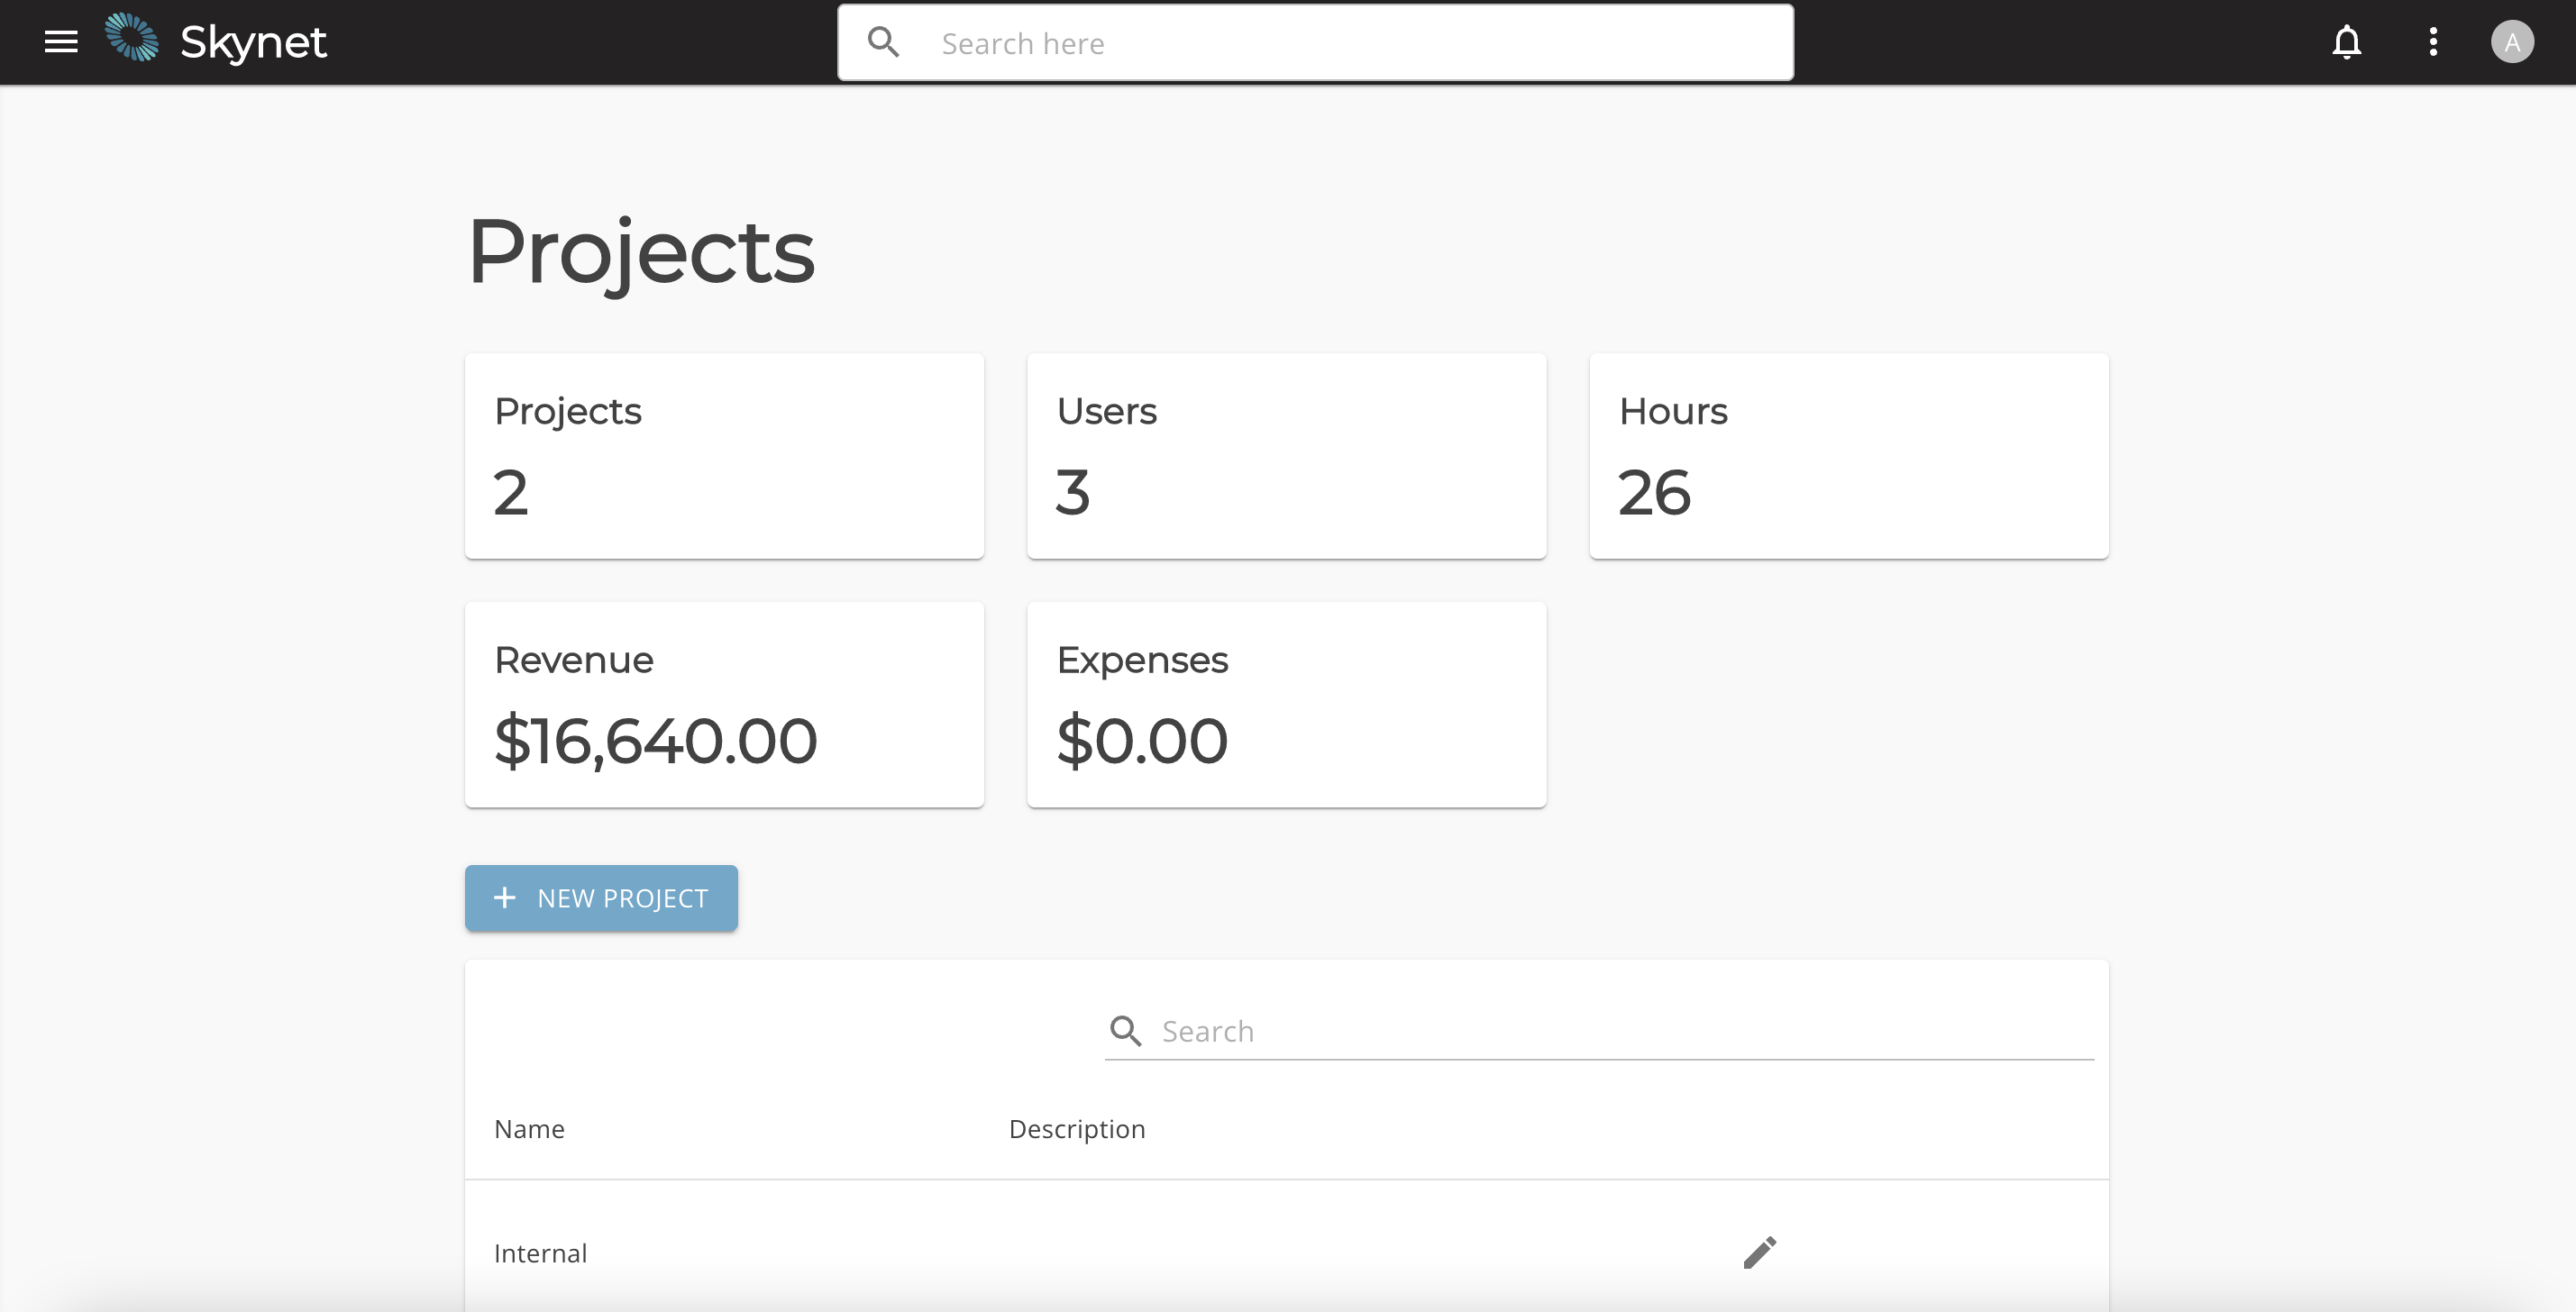 Skynet
Search here
A
Projects
Projects
2
Users
3
Hours
26
Revenue
$16,640.00
Expenses
$0.00
NEW PROJECT
Search
Name Description
Internal